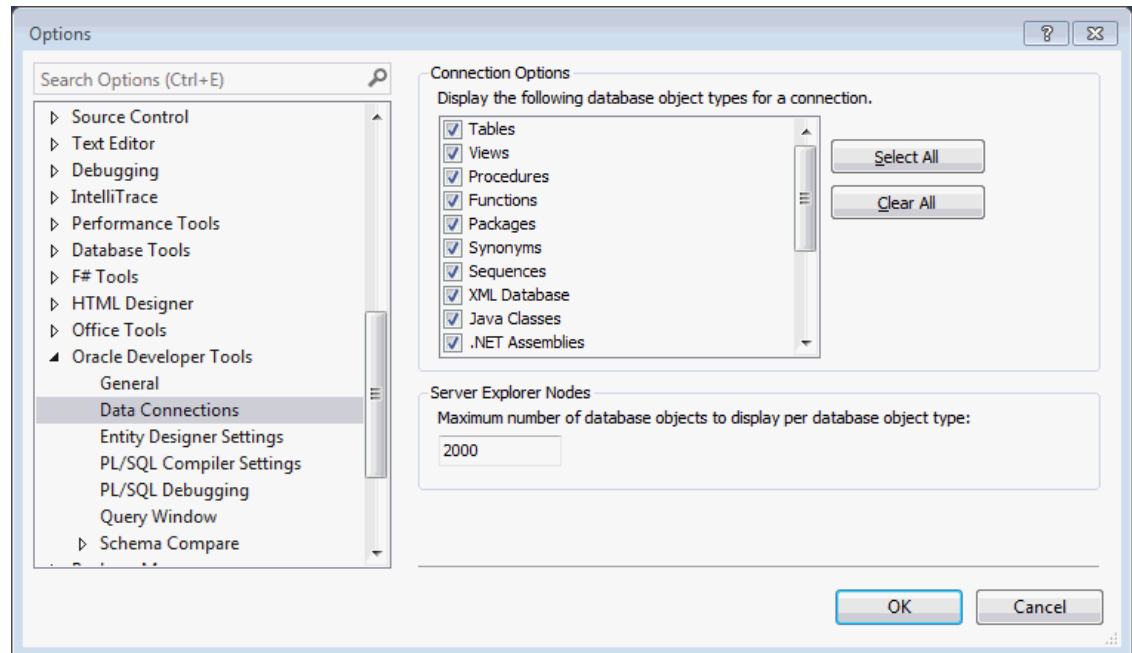 Options
Search Options (Ctrl+E)
Source Control
Text Editor
Debugging
IntelliTrace
Performance Tools
Database Tools
F# Tools
HTML Designer
Office Tools
Oracle Developer Tools
General
Data Connections
Entity Designer Settings
PL/SQL Compiler Settings
PL/SQL Debugging
Query Window
Schema Compare
Connection Options
Display the following database object types for a connection.
Tables
Views
Procedures
Functions
Packages
Synonyms
Sequences
XML Database
Java Classes
.NET Assemblies
Select All
Clear All
Server Explorer Nodes
Maximum number of database objects to display per database object type:
2000
OK
Cancel